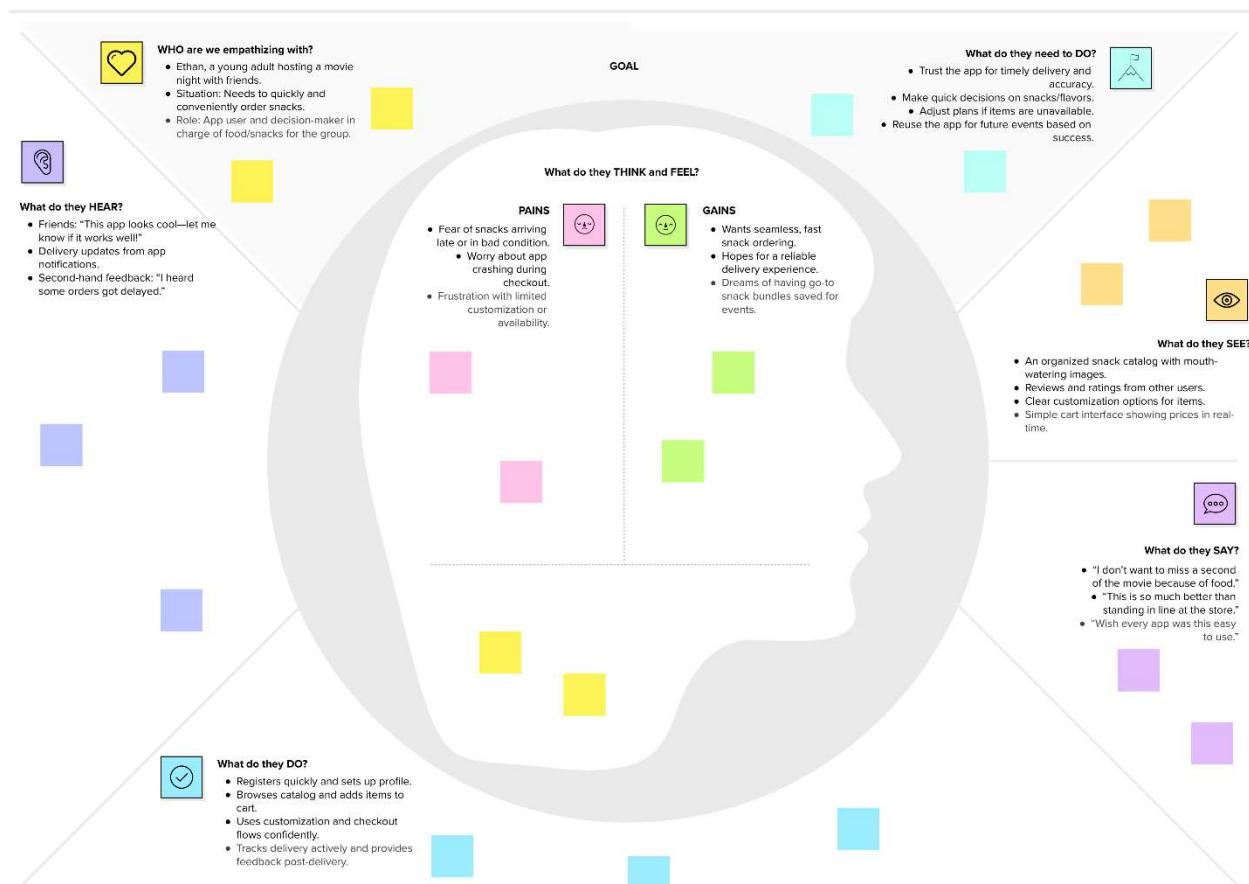 WHO are we empathizing with?
● Ethan, a young adult hosting a movie
night with friends.
● Situation: Needs to quickly and
conveniently order snacks.
● Role: App user and decision-maker in
charge of food/snacks for the group.
GOAL
What do they need to DO?
● Trust the app for timely delivery and
accuracy.
● Make quick decisions on snacks/flavors.
● Adjust plans if items are unavailable.
● Reuse the app for future events based on
success.
What do they HEAR?
● Friends: “This app looks cool—let me
know if it works well!”
● Delivery updates from app
notifications.
● Second-hand feedback: “I heard
some orders got delayed.”
What do they THINK and FEEL?
PAINS
● Fear of snacks arriving
late or in bad condition.
● Worry about app
crashing during
checkout.
● Frustration with limited
customization or
availability.
GAINS
● Wants seamless, fast
snack ordering.
● Hopes for a reliable
delivery experience.
● Dreams of having go-to
snack bundles saved for
events.
What do they SEE?
● An organized snack catalog with mouth-
watering images.
● Reviews and ratings from other users.
● Clear customization options for items.
● Simple cart interface showing prices in real-
time.
What do they SAY?
● “I don’t want to miss a second
of the movie because of food.”
● “This is so much better than
standing in line at the store.”
● “Wish every app was this easy
to use.”
What do they DO?
● Registers quickly and sets up profile.
● Browses catalog and adds items to
cart.
● Uses customization and checkout
flows confidently.
● Tracks delivery actively and provides
feedback post-delivery.